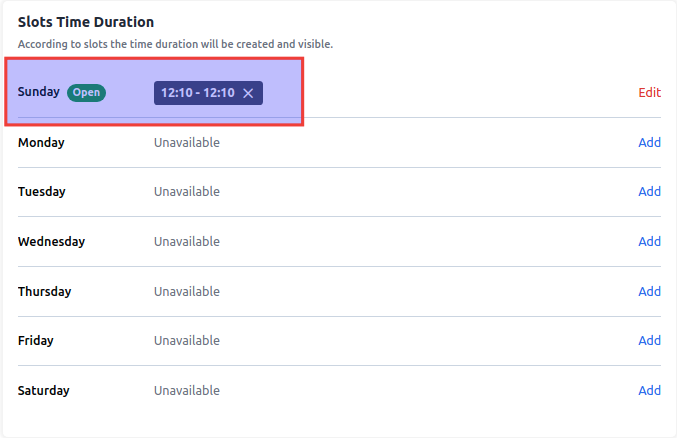 Slots Time Duration
According to slots the time duration will be created and visible.
Sunday Open 12:10 - 12:10 × Edit
Monday Unavailable Add
Tuesday Unavailable Add
Wednesday Unavailable Add
Thursday Unavailable Add
Friday Unavailable Add
Saturday Unavailable Add